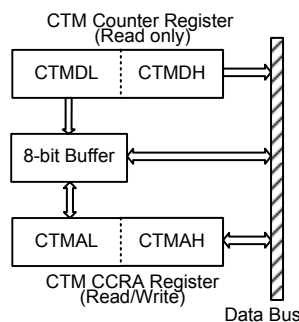 CTM Counter Register
(Read only)
CTMDL CTMDH
8-bit Buffer
CTMAL CTMAH
CTM CCRA Register
(Read/Write)
Data Bus